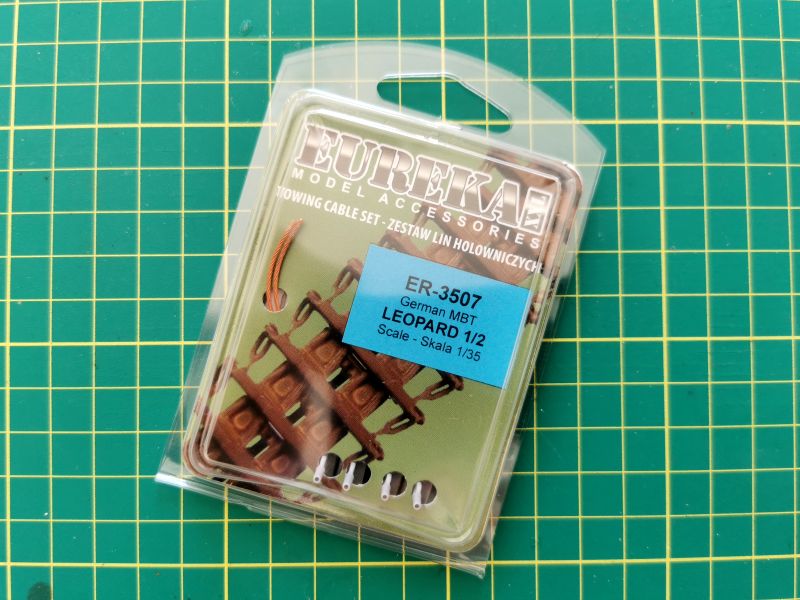 EUREKA XXL
MODEL ACCESSORIES
TOWING CABLE SET - ZESTAW LIN HOLOWNICZYCH
ER-3507
German MBT
LEOPARD 1/2
Scale - Skala 1/35